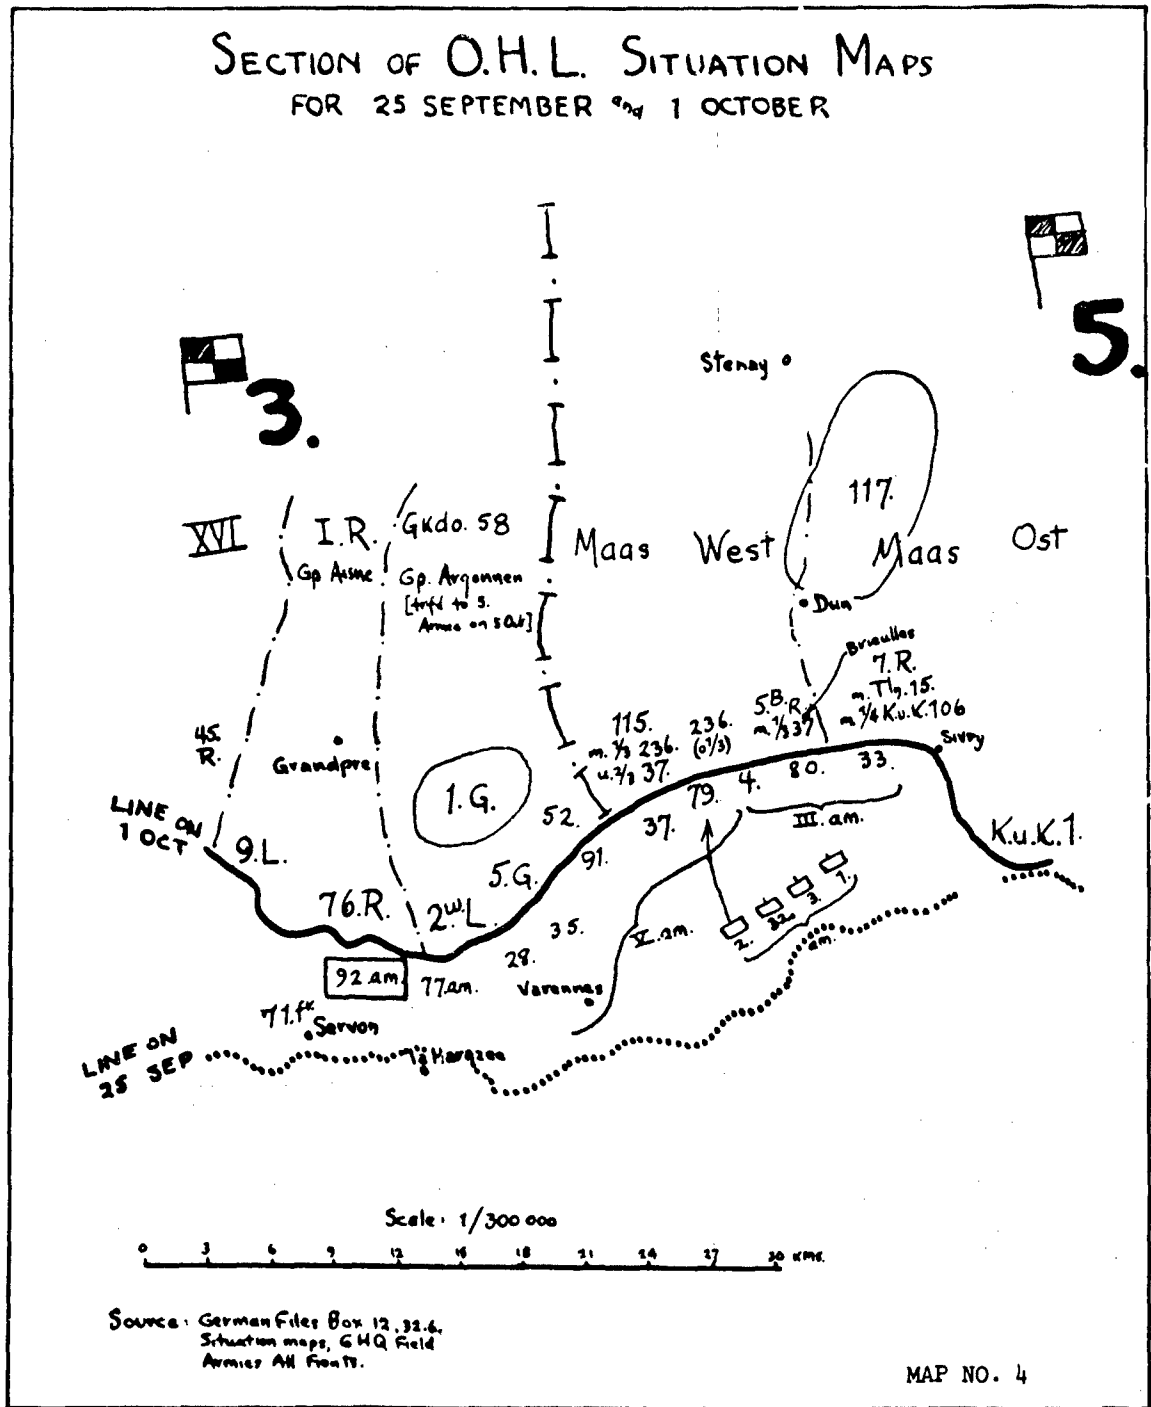 SECTION OF O.H.L. SITUATION MAPS
FOR 25 SEPTEMBER and 1 OCTOBER
3.
5.
Stenay
117.
XVI
I.R.
Gp Aisne
Gkdo. 58
Gp. Argonnen
[trfd to 5.
Armee on 5 Oct]
Maas West
Maas Ost
Dun
Brieulles
7.R.
m. Tln. 15.
m. 1/4 K.u.K. 106
5.B.R.
m. 1/3 37
236.
(o 1/3)
115.
m. 1/3 236.
u. 2/3 37.
Sivry
45.
R.
Grandpre
1.G.
52.
37.
79.
4.
80.
33.
III. am.
K.u.K.1.
LINE ON
1 OCT
9.L.
76.R.
2.w.L.
5.G.
91.
35.
28.
V. am.
2.
32.
3.
7.
am.
92 am.
77 am.
Varennes
71. fr.
Servon
Harazee
LINE ON
25 SEP
Scale: 1/300 000
0 3 6 9 12 15 18 21 24 27 30 KMS.
Source: German Files Box 12, 32.6,
Situation maps, GHQ Field
Armies All Fronts.
MAP NO. 4